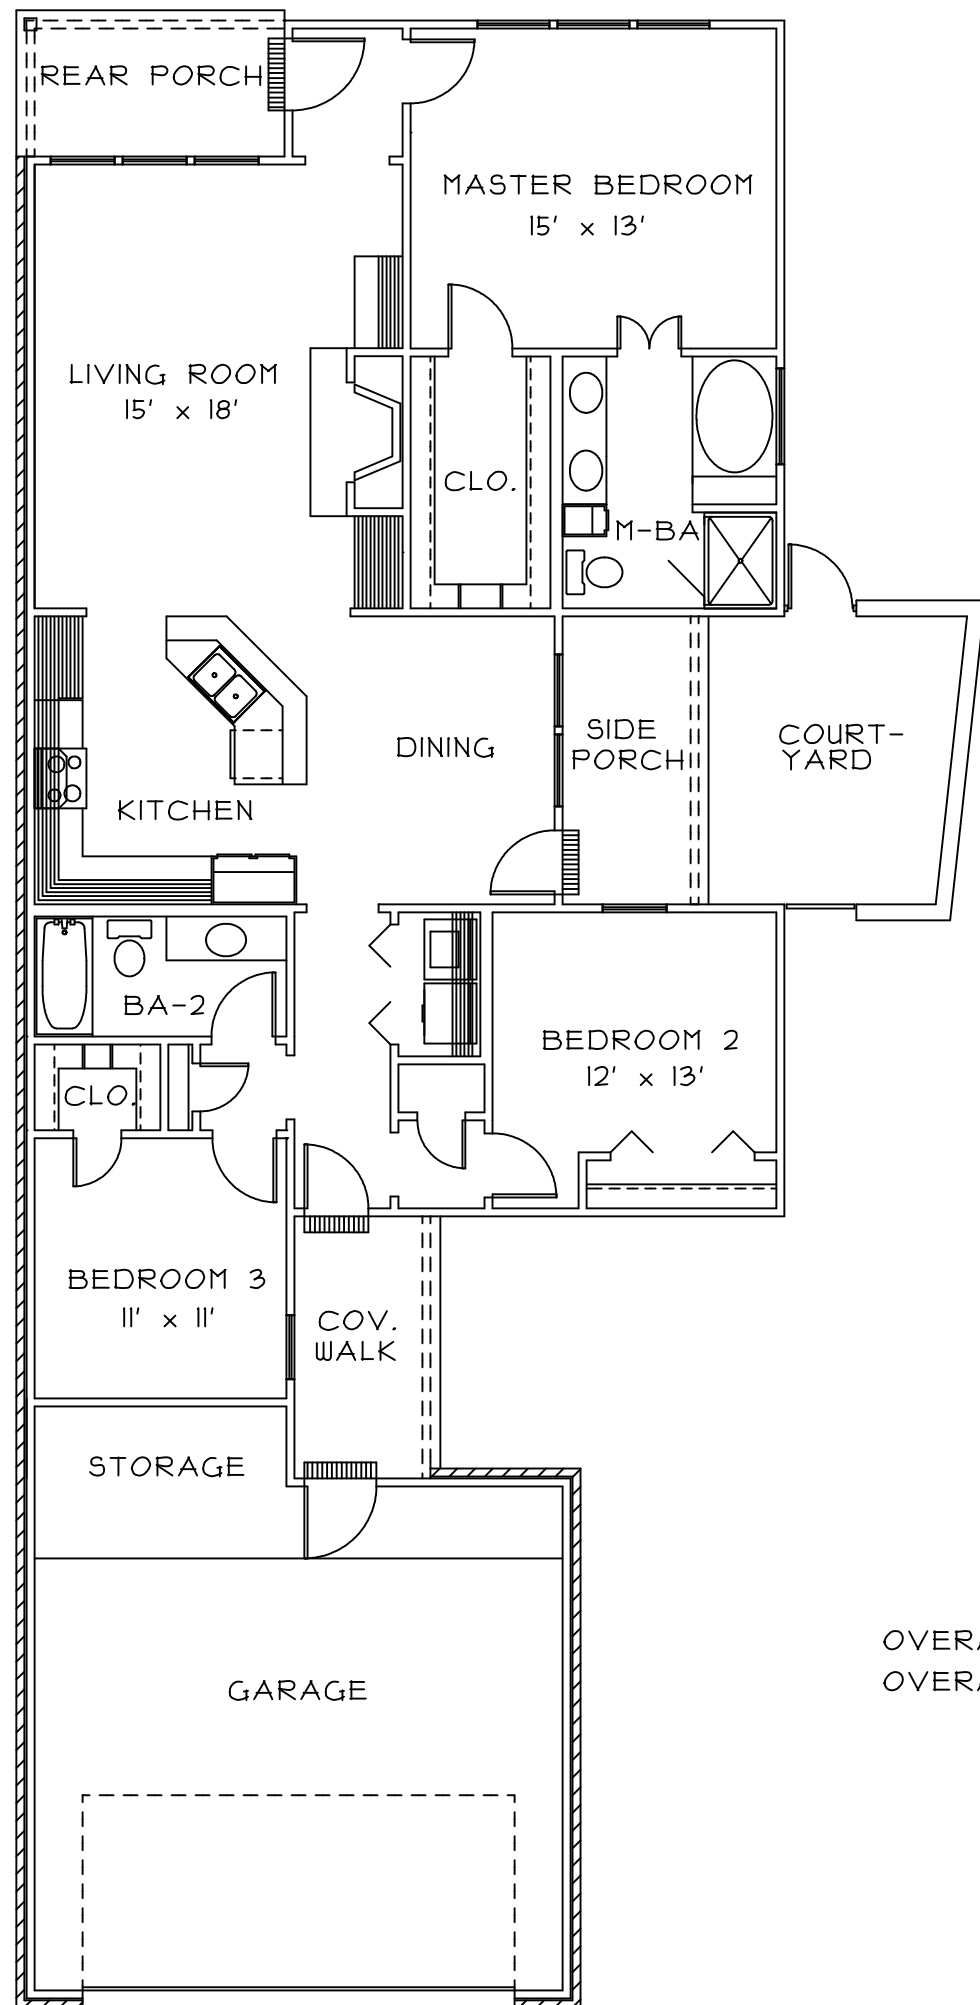 REAR PORCH
MASTER BEDROOM
15' x 13'
LIVING ROOM
15' x 18'
CLO.
M-BA
SIDE
PORCH
COURT-
YARD
DINING
KITCHEN
BA-2
BEDROOM 2
12' x 13'
CLO.
BEDROOM 3
11' x 11'
COV.
WALK
STORAGE
GARAGE